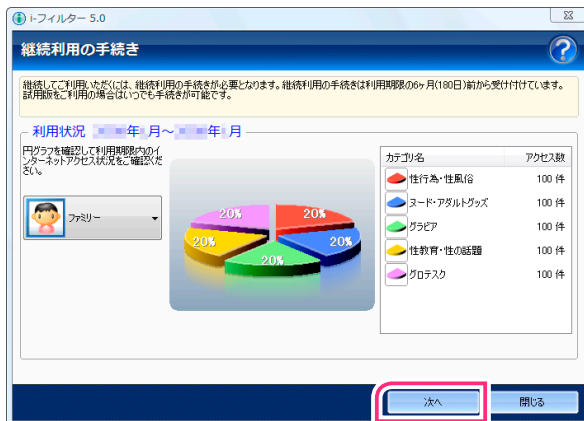 i-フィルター 5.0
継続利用の手続き
継続してご利用いただくには、継続利用の手続きが必要となります。継続利用の手続きは利用期限の6ヶ月(180日)前から受け付けています。
試用版をご利用の場合はいつでも手続きが可能です。
利用状況 年 月～ 年 月
円グラフを確認して利用期限内のイ
ンターネットアクセス状況をご確認くだ
さい。
ファミリー
20%
20%
20%
20%
20%
カテゴリ名 アクセス数
性行為・性風俗 100 件
ヌード・アダルトグッズ 100 件
グラビア 100 件
性教育・性の話題 100 件
グロテスク 100 件
次へ
閉じる